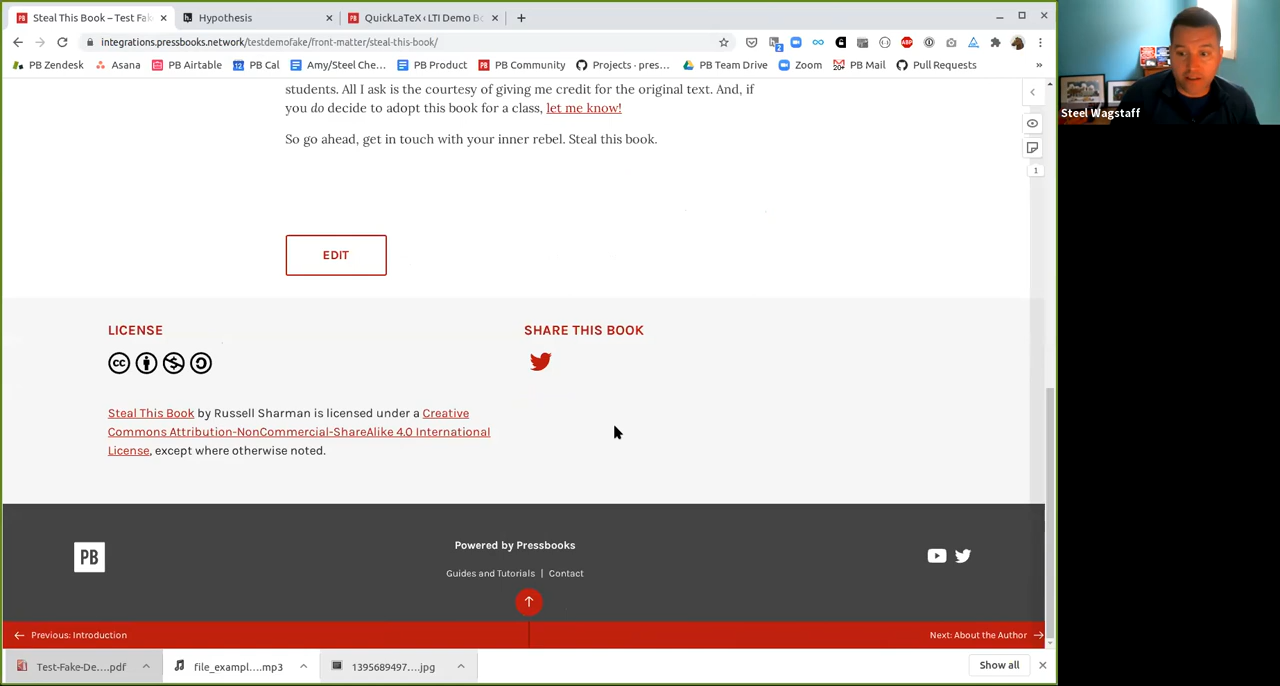 PB Steal This Book – Test Fak
Hypothesis
PB QuickLaTeX ‹ LTI Demo Bo
integrations.pressbooks.network/testdemofake/front-matter/steal-this-book/
PB Zendesk
Asana
PB Airtable
12 PB Cal
Amy/Steel Che…
PB Product
PB PB Community
Projects · pres…
PB Team Drive
Zoom
20+ PB Mail
Pull Requests
»
students. All I ask is the courtesy of giving me credit for the original text. And, if
you do decide to adopt this book for a class, let me know!
So go ahead, get in touch with your inner rebel. Steal this book.
1
EDIT
LICENSE
SHARE THIS BOOK
Steal This Book by Russell Sharman is licensed under a Creative
Commons Attribution-NonCommercial-ShareAlike 4.0 International
License, except where otherwise noted.
PB
Powered by Pressbooks
Guides and Tutorials | Contact
Previous: Introduction
Next: About the Author
Test-Fake-De....pdf
file_exampl....mp3
1395689497....jpg
Show all
Steel Wagstaff